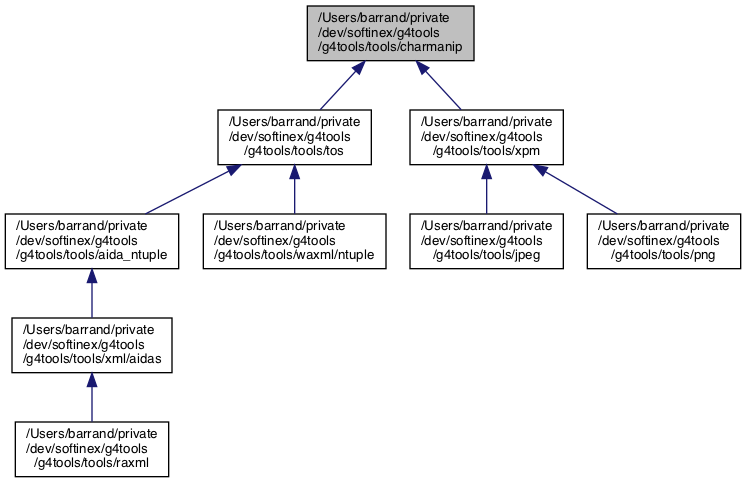 /Users/barrand/private
/dev/softinex/g4tools
/g4tools/tools/charmanip
/Users/barrand/private
/dev/softinex/g4tools
/g4tools/tools/tos
/Users/barrand/private
/dev/softinex/g4tools
/g4tools/tools/xpm
/Users/barrand/private
/dev/softinex/g4tools
/g4tools/tools/aida_ntuple
/Users/barrand/private
/dev/softinex/g4tools
/g4tools/tools/waxml/ntuple
/Users/barrand/private
/dev/softinex/g4tools
/g4tools/tools/jpeg
/Users/barrand/private
/dev/softinex/g4tools
/g4tools/tools/png
/Users/barrand/private
/dev/softinex/g4tools
/g4tools/tools/xml/aidas
/Users/barrand/private
/dev/softinex/g4tools
/g4tools/tools/raxml